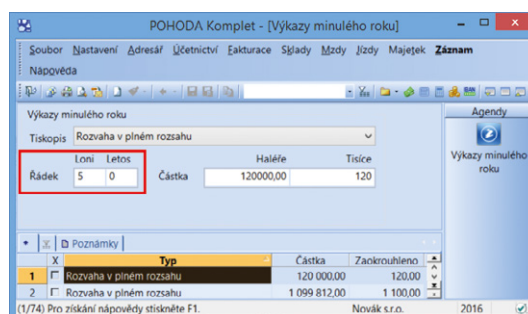 POHODA Komplet - [Výkazy minulého roku]
Soubor Nastavení Adresář Účetnictví Fakturace Sklady Mzdy Jízdy Majetek Záznam
Nápověda
Výkazy minulého roku
Agendy
Tiskopis Rozvaha v plném rozsahu
Výkazy minulého
roku
Loni Letos Haléře Tisíce
Řádek 5 0 Částka 120000,00 120
Poznámky
X Typ Částka Zaokrouhleno
1 Rozvaha v plném rozsahu 120 000,00 120,00
2 Rozvaha v plném rozsahu 1 099 812,00 1 100,00
(1/74) Pro získání nápovědy stiskněte F1. Novák s.r.o. 2016